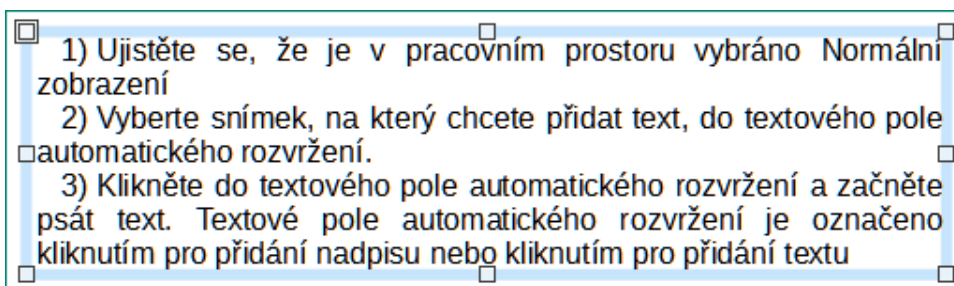 1) Ujistěte se, že je v pracovním prostoru vybráno Normální
zobrazení
2) Vyberte snímek, na který chcete přidat text, do textového pole
automatického rozvržení.
3) Klikněte do textového pole automatického rozvržení a začněte
psát text. Textové pole automatického rozvržení je označeno
kliknutím pro přidání nadpisu nebo kliknutím pro přidání textu